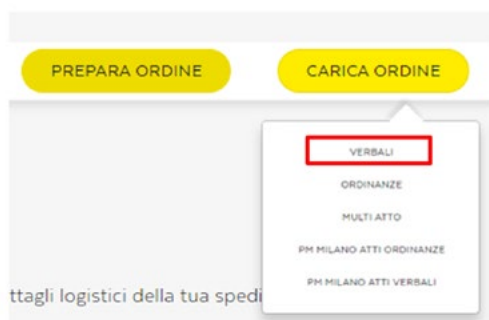 PREPARA ORDINE
CARICA ORDINE
VERBALI
ORDINANZE
MULTI ATTO
PM MILANO ATTI ORDINANZE
PM MILANO ATTI VERBALI
ttagli logistici della tua spedi